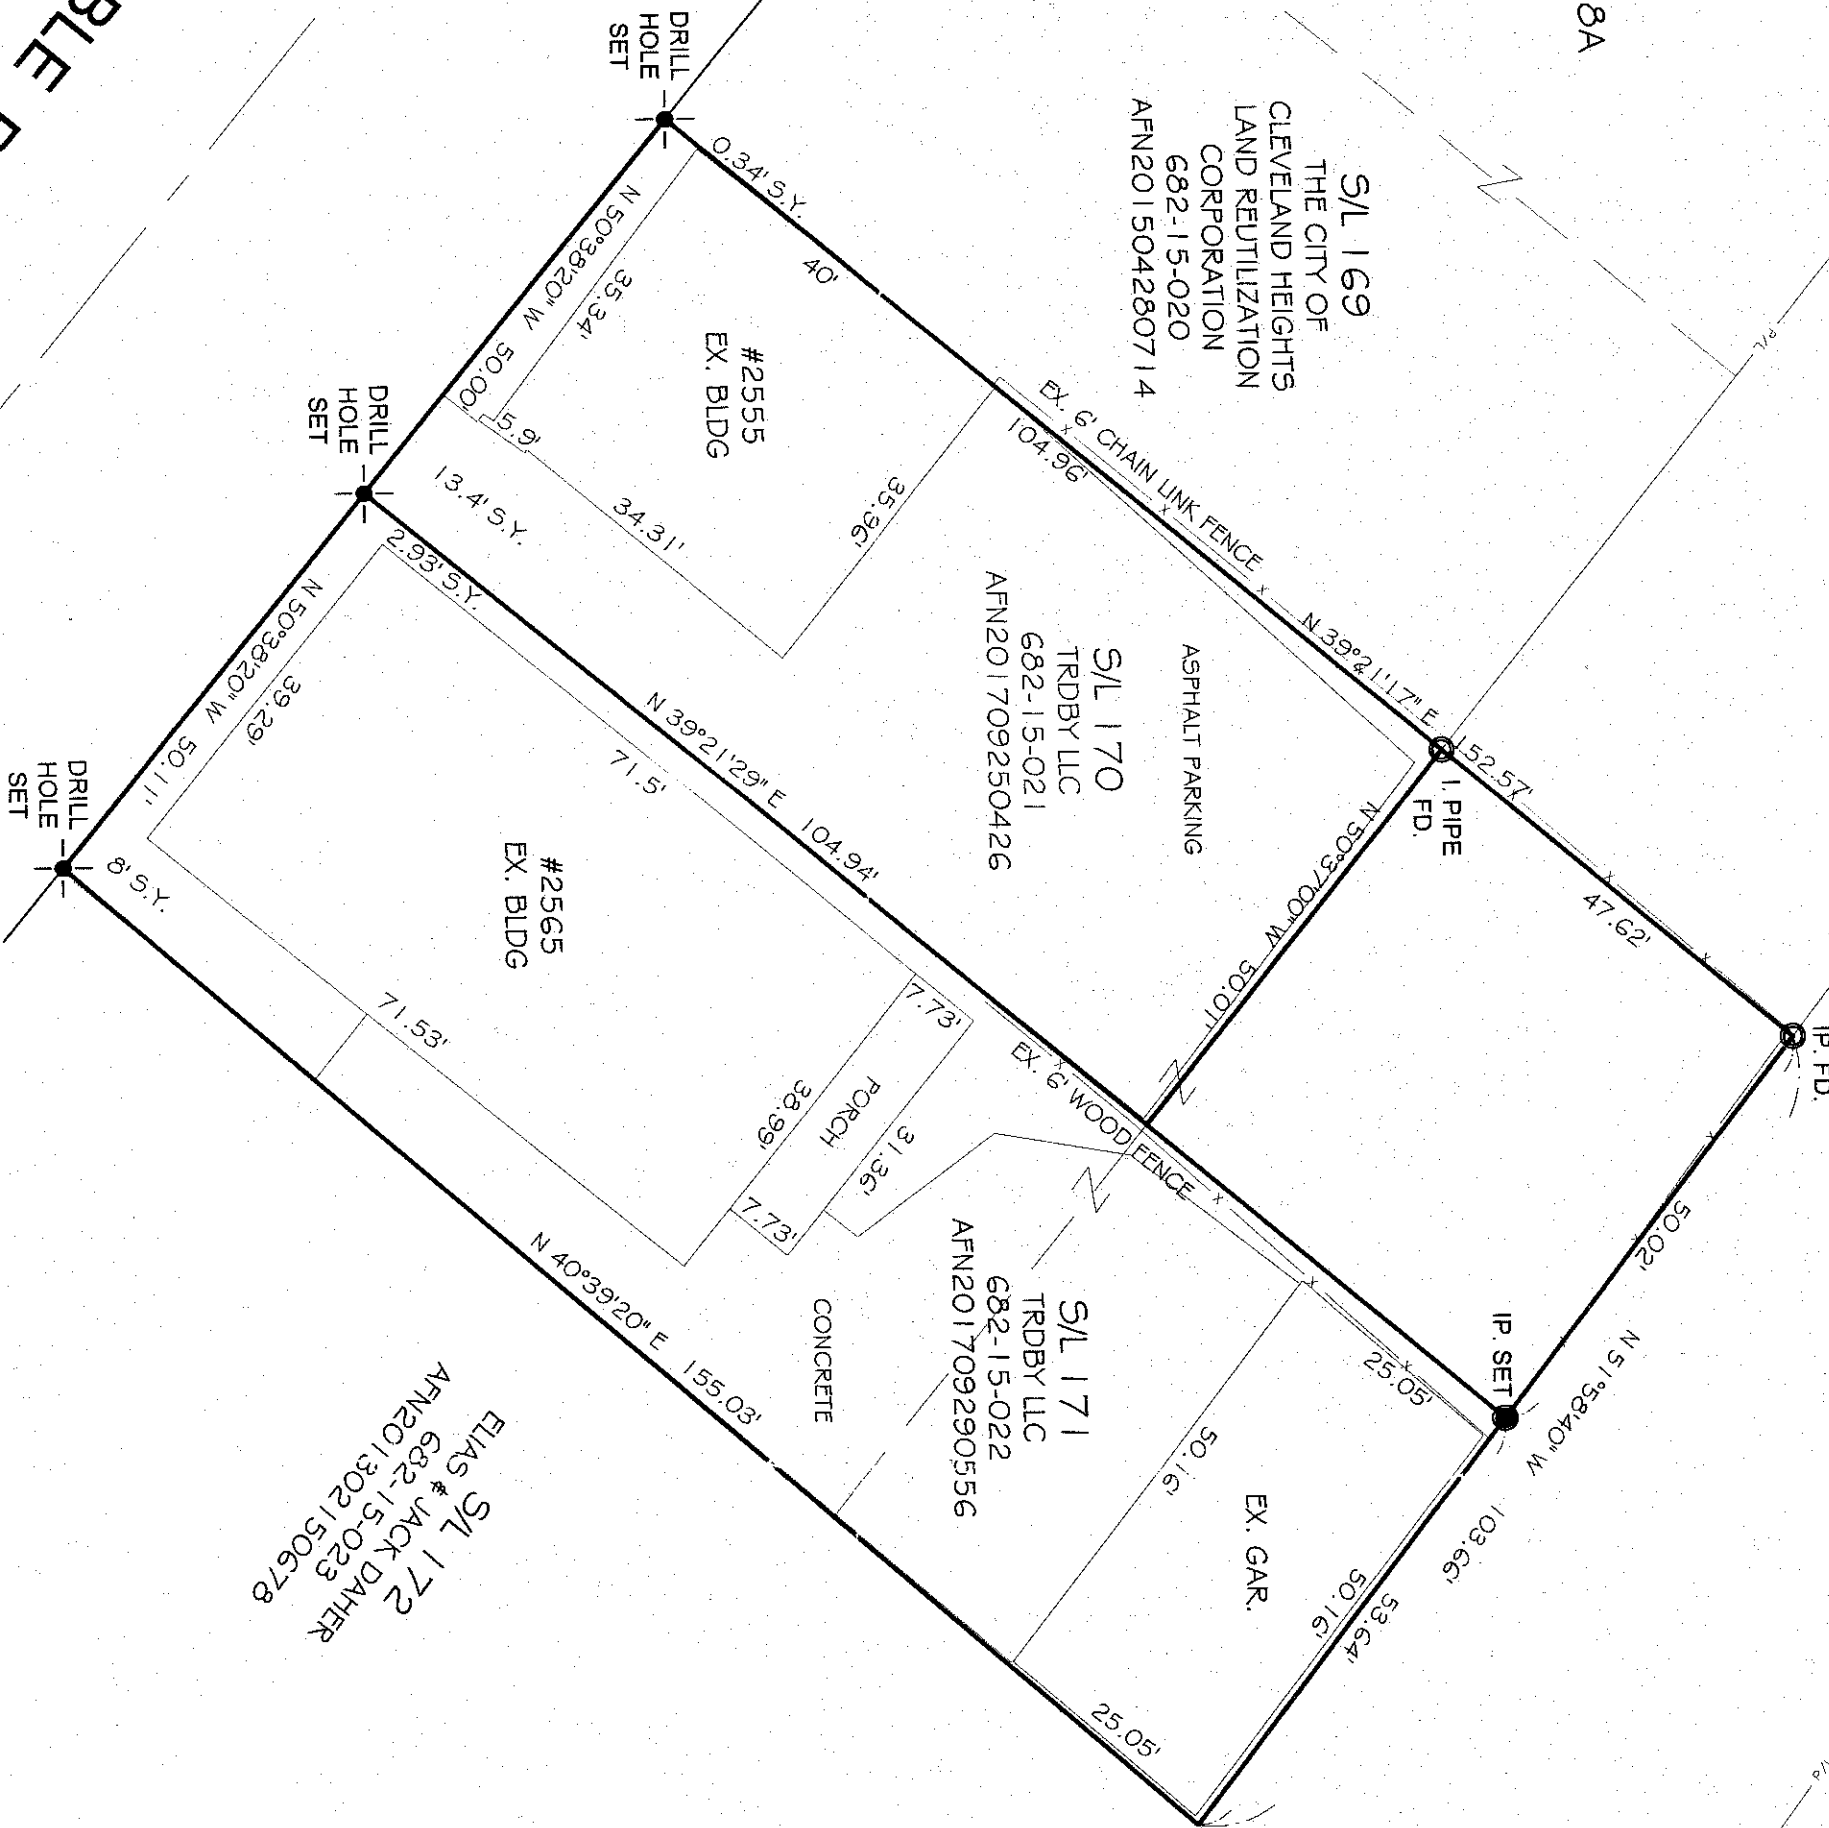 8A
BLE
S/L 169
THE CITY OF
CLEVELAND HEIGHTS
LAND REUTILIZATION
CORPORATION
682-15-020
AFN201504280714
P/L
DRILL
HOLE
SET
0.34' S.Y.
40'
N 50°38'20" W 50.00'
35.34'
#2555
EX. BLDG
5.9'
13.4' S.Y.
34.31'
35.96'
EX. 6' CHAIN LINK FENCE
104.96'
N 39°21'17" E
152.57'
47.62'
I. PIPE
FD.
IP. FD.
ASPHALT PARKING
S/L 170
TRDBY LLC
682-15-021
AFN201709250426
N 50°37'00" W
50.01'
50.02'
N 51°58'40" W 103.66'
IP. SET
DRILL
HOLE
SET
2.93' S.Y.
N 39°21'29" E 104.94'
71.5'
N 50°38'20" W 50.11'
39.29'
#2565
EX. BLDG
DRILL
HOLE
SET
8' S.Y.
71.53'
7.73'
PORCH
38.99'
31.36'
7.73'
EX. 6' WOOD FENCE
CONCRETE
S/L 171
TRDBY LLC
682-15-022
AFN201709290556
25.05'
50.16'
EX. GAR.
50.16'
53.64'
25.05'
N 40°39'20" E 155.03'
S/L 172
ELIAS & JACK DAHER
682-15-023
AFN201302150678
P/L